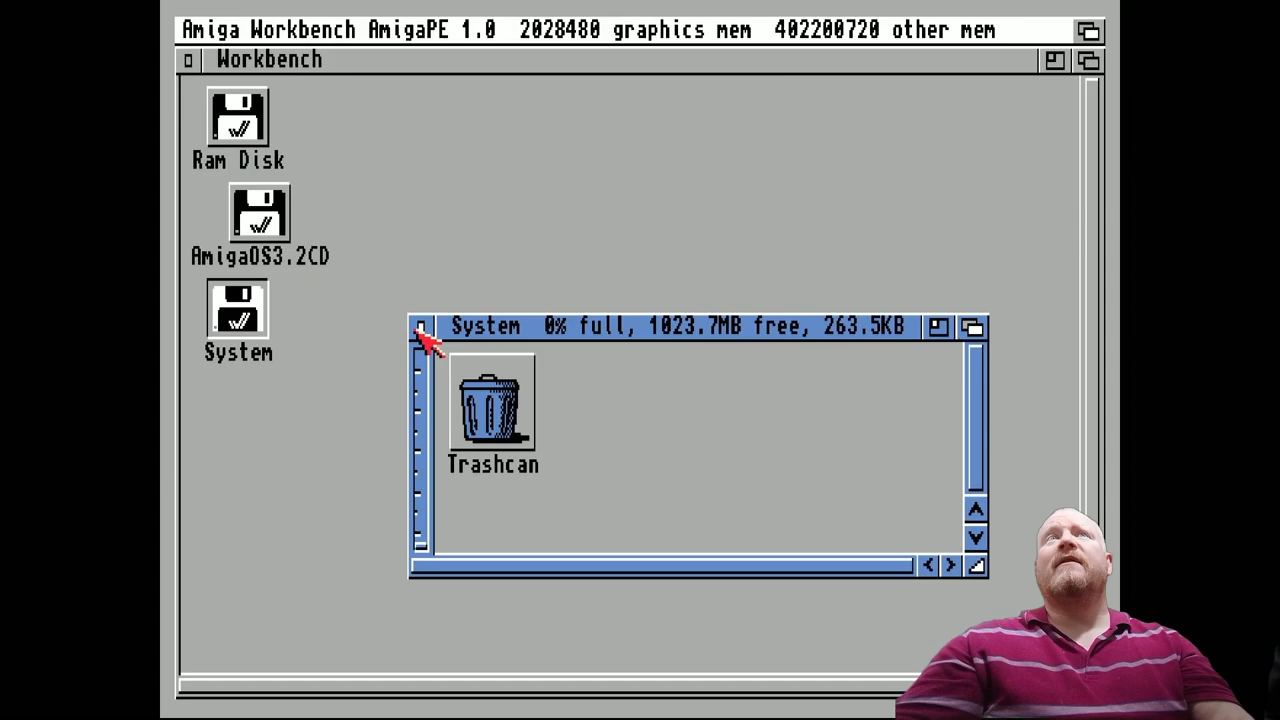 Amiga Workbench AmigaPE 1.0 2028480 graphics mem 402200720 other mem
Workbench
Ram Disk
AmigaOS3.2CD
System
System 0% full, 1023.7MB free, 263.5KB
Trashcan